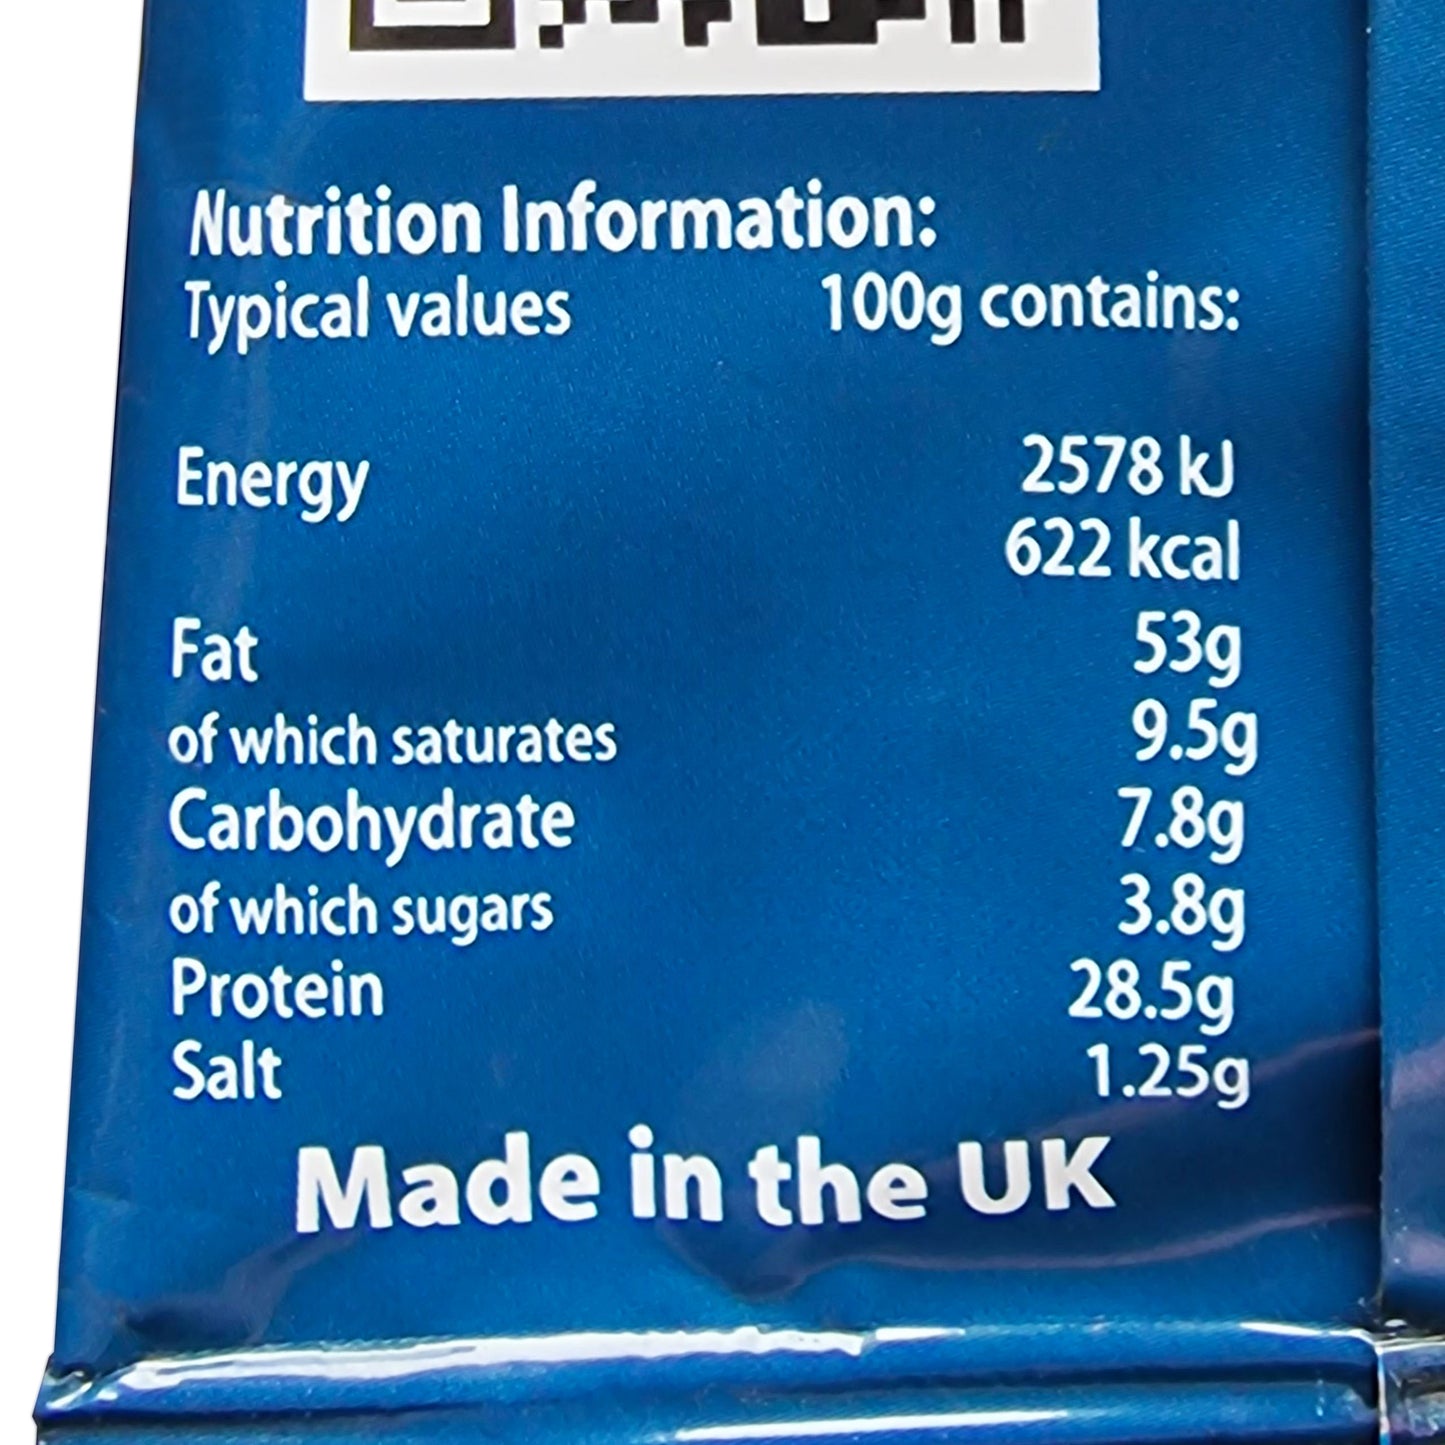 Nutrition Information:
Typical values 100g contains:
Energy 2578 kJ
622 kcal
Fat 53g
of which saturates 9.5g
Carbohydrate 7.8g
of which sugars 3.8g
Protein 28.5g
Salt 1.25g
Made in the UK